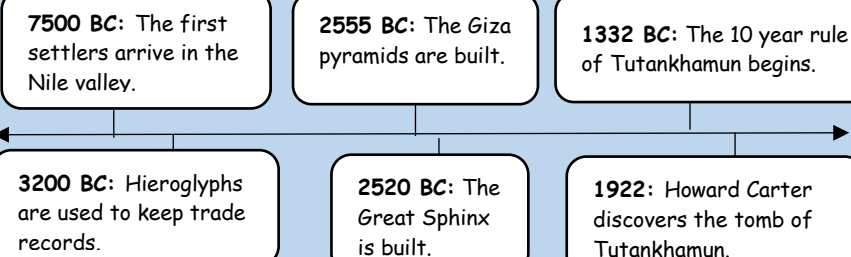 7500 BC: The first
settlers arrive in the
Nile valley.
2555 BC: The Giza
pyramids are built.
1332 BC: The 10 year rule
of Tutankhamun begins.
3200 BC: Hieroglyphs
are used to keep trade
records.
2520 BC: The
Great Sphinx
is built.
1922: Howard Carter
discovers the tomb of
Tutankhamun.